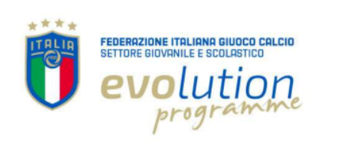 ITALIA
FEDERAZIONE ITALIANA GIUOCO CALCIO
SETTORE GIOVANILE E SCOLASTICO
evolution
programme